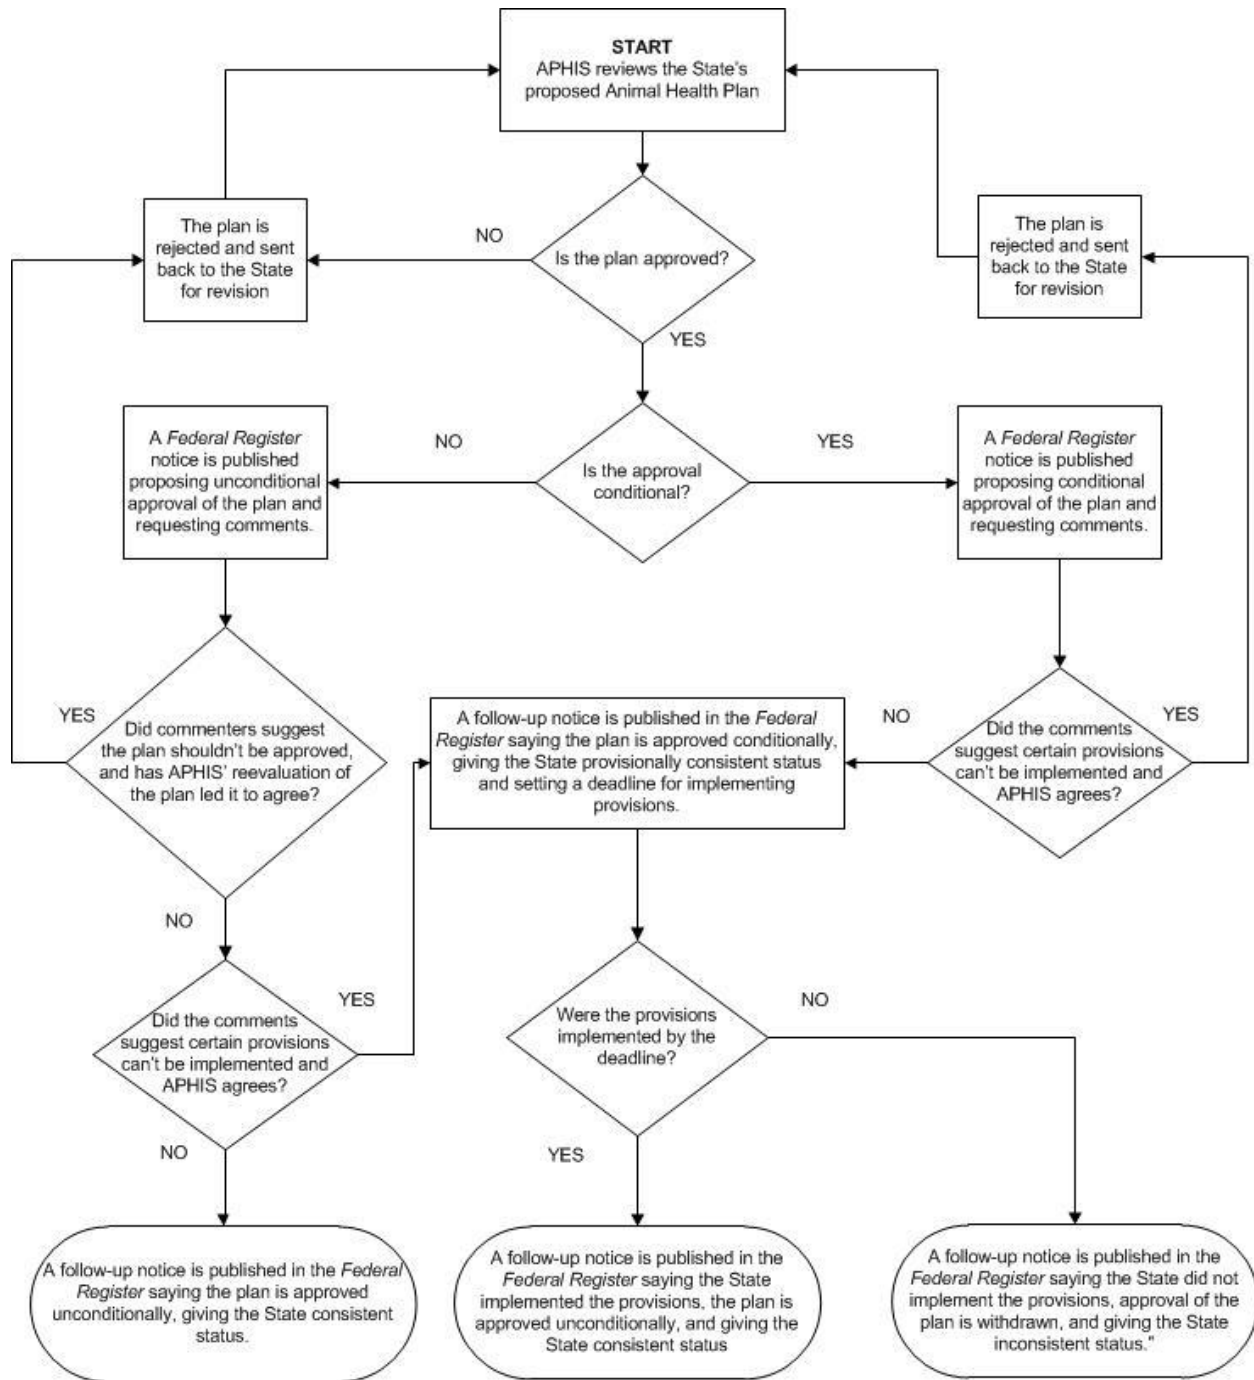 START
APHIS reviews the State's
proposed Animal Health Plan
The plan is
rejected and sent
back to the State
for revision
NO
Is the plan approved?
The plan is
rejected and sent
back to the State
for revision
YES
A Federal Register
notice is published
proposing unconditional
approval of the plan and
requesting comments.
NO
Is the approval
conditional?
YES
A Federal Register
notice is published
proposing conditional
approval of the plan and
requesting comments.
YES
Did commenters suggest
the plan shouldn't be approved,
and has APHIS' reevaluation of
the plan led it to agree?
A follow-up notice is published in the Federal
Register saying the plan is approved conditionally,
giving the State provisionally consistent status
and setting a deadline for implementing
provisions.
NO
Did the comments
suggest certain provisions
can't be implemented and
APHIS agrees?
YES
NO
Did the comments
suggest certain provisions
can't be implemented and
APHIS agrees?
YES
Were the provisions
implemented by the
deadline?
NO
NO
YES
A follow-up notice is published in the Federal
Register saying the plan is approved
unconditionally, giving the State consistent
status.
A follow-up notice is published in the
Federal Register saying the State
implemented the provisions, the plan is
approved unconditionally, and giving the
State consistent status
A follow-up notice is published in the
Federal Register saying the State did not
implement the provisions, approval of the
plan is withdrawn, and giving the State
inconsistent status."